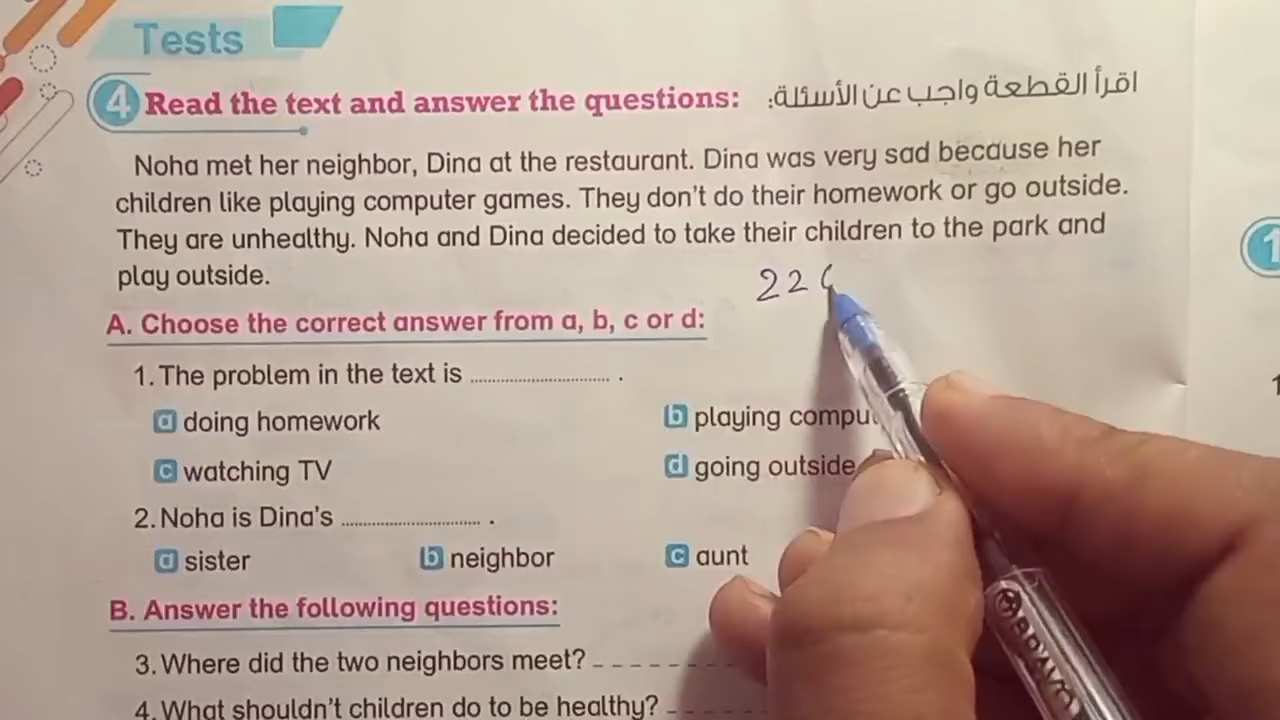 Tests
4 Read the text and answer the questions: اقرأ القطعة واجب عن الأسئلة:
Noha met her neighbor, Dina at the restaurant. Dina was very sad because her
children like playing computer games. They don't do their homework or go outside.
They are unhealthy. Noha and Dina decided to take their children to the park and
play outside.
22
A. Choose the correct answer from a, b, c or d:
1. The problem in the text is .............................. .
a doing homework
b playing
c watching TV
d going outside
2. Noha is Dina's .............................. .
a sister b neighbor c aunt
B. Answer the following questions:
3. Where did the two neighbors meet? _ _ _ _ _ _ _ _
4. What shouldn't children do to be healthy? _ _ _ _
BRAVO
1
1